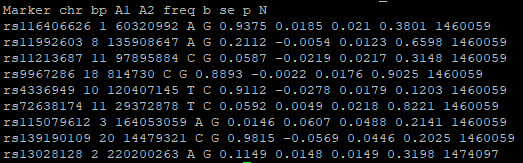 Marker chr bp A1 A2 freq b se p N
rs116406626 1 60320992 A G 0.9375 0.0185 0.021 0.3801 1460059
rs11992603 8 135908647 A G 0.2112 -0.0054 0.0123 0.6598 1460059
rs11213687 11 97895884 C G 0.0587 -0.0219 0.0217 0.3148 1460059
rs9967286 18 814730 C G 0.8893 -0.0022 0.0176 0.9025 1460059
rs4336949 10 120407145 T C 0.9112 -0.0278 0.0179 0.1203 1460059
rs72638174 11 29372878 T C 0.0592 0.0049 0.0218 0.8221 1460059
rs115079612 3 164053059 A G 0.0146 0.0607 0.0488 0.2141 1460059
rs139190109 20 14479321 C G 0.9815 -0.0569 0.0446 0.2025 1460059
rs13028128 2 220200263 A G 0.1149 0.0148 0.0149 0.3198 1474097